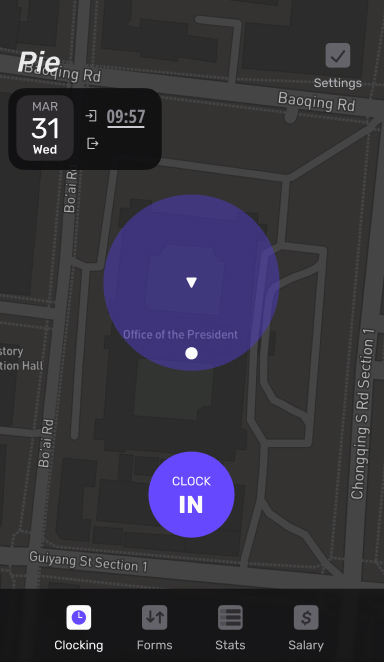 Pie
Baoqing Rd
Settings
Baoqing Rd
MAR
31
Wed
09:57
Bo'ai Rd
Office of the President
story
tion Hall
Chongqing S Rd Section 1
Bo'ai Rd
CLOCK
IN
Guiyang St Section 1
Clocking
Forms
Stats
$
Salary